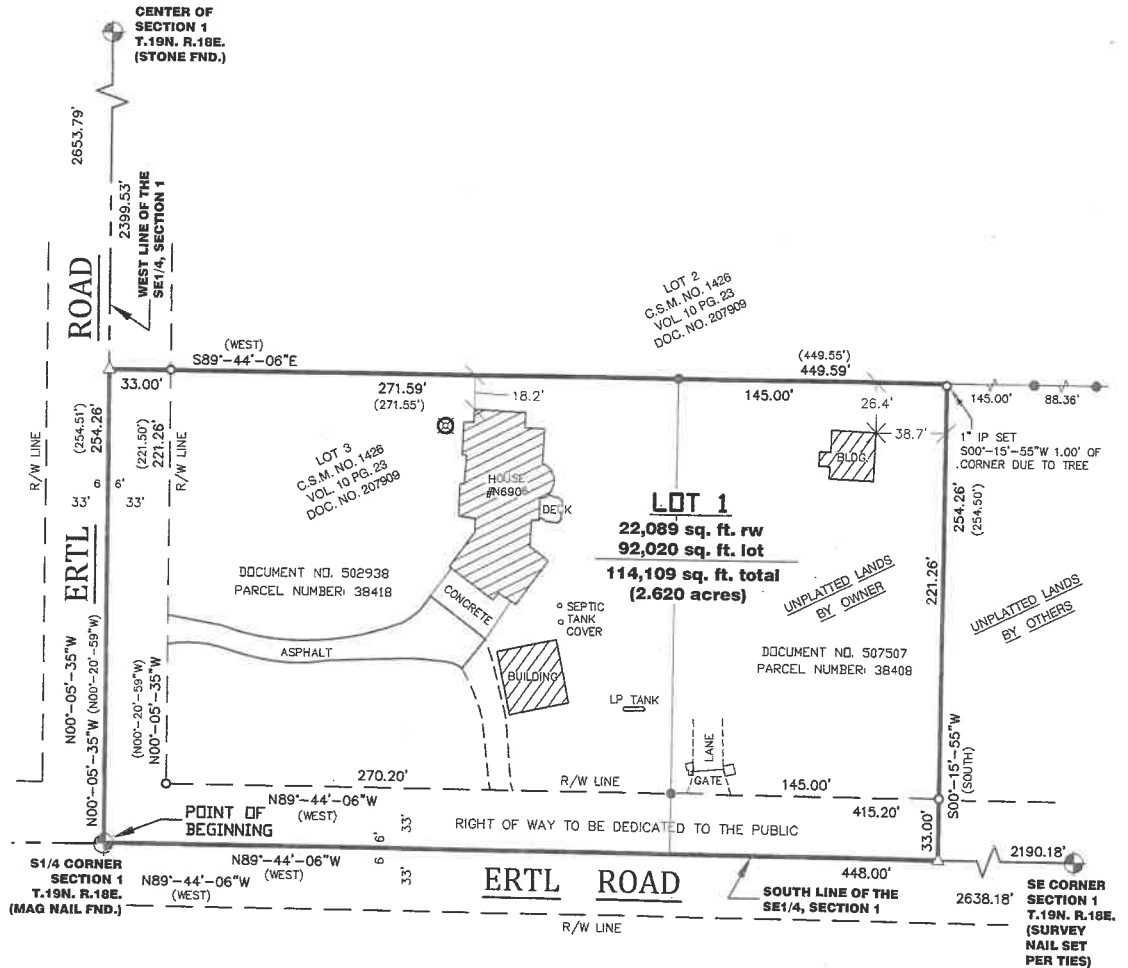 CENTER OF
SECTION 1
T.19N. R.18E.
(STONE FND.)
2653.79'
2399.53'
WEST LINE OF THE
SE1/4, SECTION 1
ROAD
R/W LINE
R/W LINE
LOT 2
C.S.M. NO. 1426
VOL. 10 PG. 23
DOC. NO. 207909
(WEST)
S89°-44'-06"E
(449.55')
449.59'
33.00'
271.59'
(271.55')
18.2'
145.00'
26.4'
38.7'
145.00'
88.36'
1" IP SET
S00°-15'-55"W 1.00' OF
CORNER DUE TO TREE
(254.51')
254.26'
(221.50')
221.26'
6
6'
33'
33'
LOT 3
C.S.M. NO. 1426
VOL. 10 PG. 23
DOC. NO. 207909
HOUSE
DECK
BLDG.
LOT 1
22,089 sq. ft. rw
92,020 sq. ft. lot
114,109 sq. ft. total
(2.620 acres)
254.26'
(254.50')
221.26'
ERTL
DOCUMENT NO. 502938
PARCEL NUMBER: 38418
CONCRETE
SEPTIC
TANK
COVER
UNPLATTED LANDS
BY OWNER
UNPLATTED LANDS
BY OTHERS
ASPHALT
BUILDING
DOCUMENT NO. 507507
PARCEL NUMBER: 38408
LP TANK
LANE
GATE
N00°-05'-35"W
N00°-05'-35"W (N00°-20'-59"W)
(N00°-20'-59"W)
N00°-05'-35"W
S00°-15'-55"W
(SOUTH)
270.20'
R/W LINE
145.00'
N89°-44'-06"W
(WEST)
415.20'
33.00'
POINT OF
BEGINNING
6'
33'
RIGHT OF WAY TO BE DEDICATED TO THE PUBLIC
S1/4 CORNER
SECTION 1
T.19N. R.18E.
(MAG NAIL FND.)
N89°-44'-06"W
(WEST)
6
33'
N89°-44'-06"W
(WEST)
ERTL ROAD
448.00'
SOUTH LINE OF THE
SE1/4, SECTION 1
2190.18'
2638.18'
R/W LINE
SE CORNER
SECTION 1
T.19N. R.18E.
(SURVEY
NAIL SET
PER TIES)